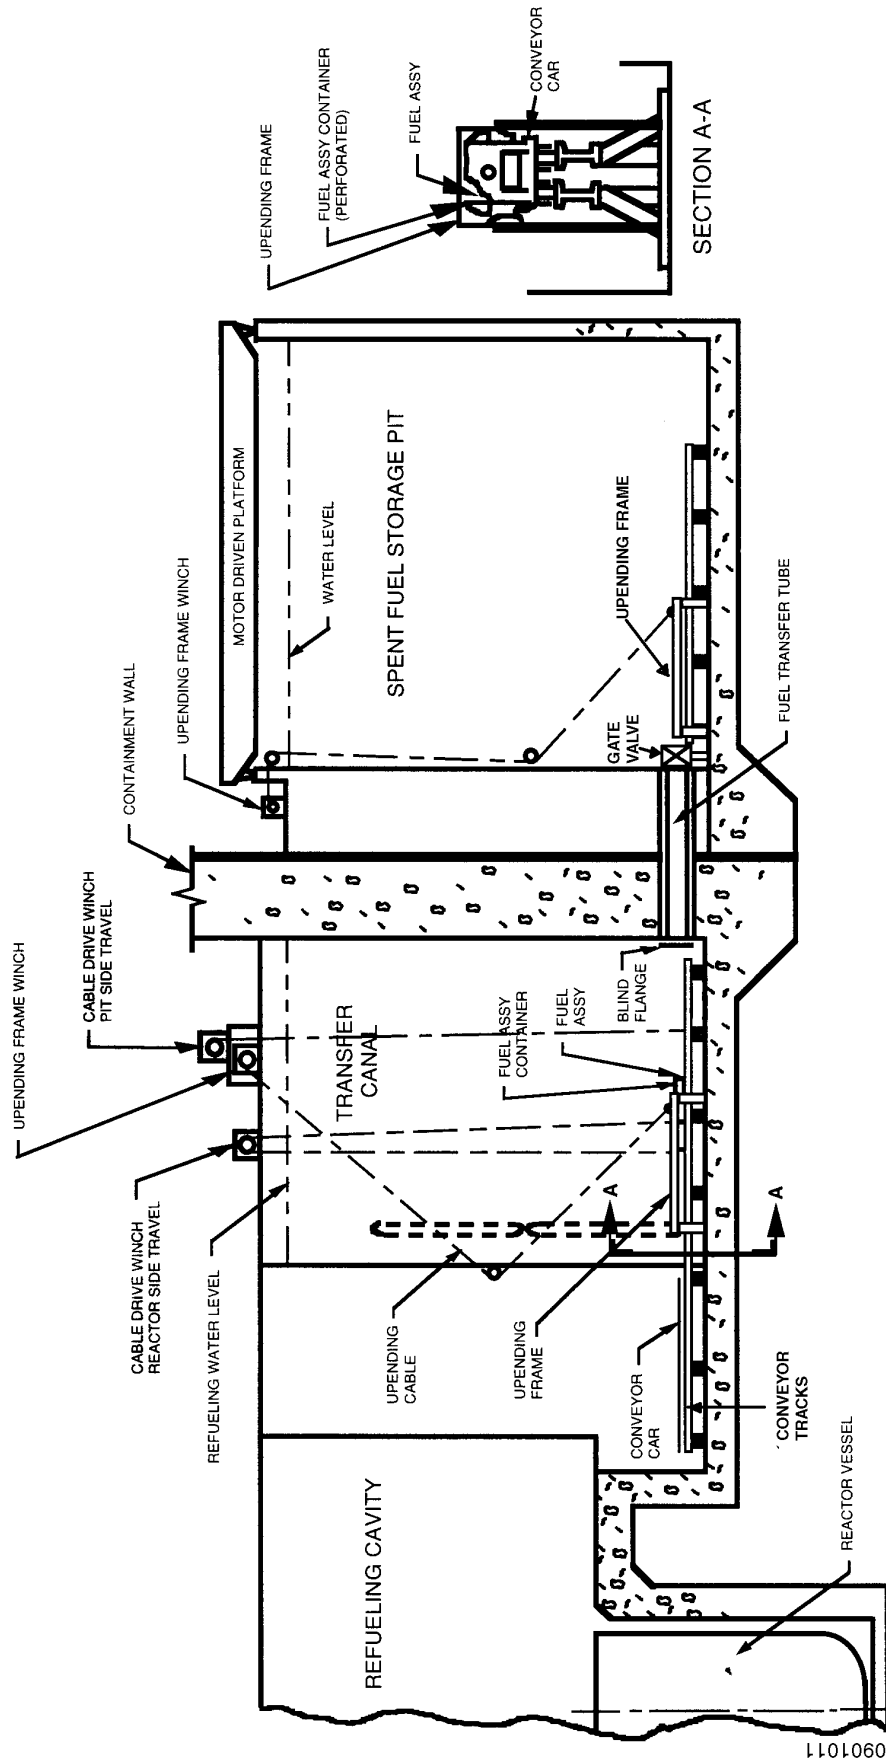 UPENDING FRAME WINCH
CABLE DRIVE WINCH
PIT SIDE TRAVEL
CABLE DRIVE WINCH
REACTOR SIDE TRAVEL
REFUELING WATER LEVEL
CONTAINMENT WALL
UPENDING FRAME WINCH
MOTOR DRIVEN PLATFORM
WATER LEVEL
SPENT FUEL STORAGE PIT
UPENDING FRAME
GATE
VALVE
FUEL TRANSFER TUBE
TRANSFER
CANAL
FUEL ASSY
CONTAINER
FUEL
ASSY
BLIND
FLANGE
UPENDING
CABLE
UPENDING
FRAME
A
A
CONVEYOR
CAR
CONVEYOR
TRACKS
REFUELING CAVITY
REACTOR VESSEL
UPENDING FRAME
FUEL ASSY CONTAINER
(PERFORATED)
FUEL ASSY
CONVEYOR
CAR
SECTION A-A
0901011